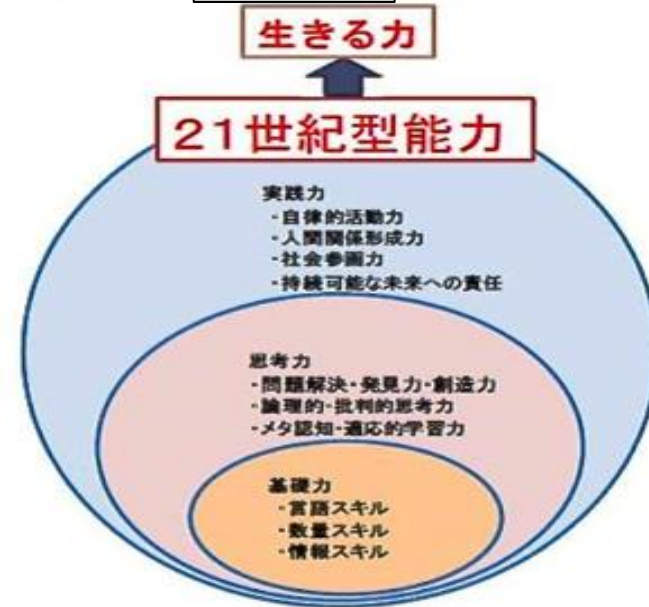 生きる力
21世紀型能力
実践力
・自律的活動力
・人間関係形成力
・社会参画力
・持続可能な未来への責任
思考力
・問題解決・発見力・創造力
・論理的・批判的思考力
・メタ認知・適応的学習力
基礎力
・言語スキル
・数量スキル
・情報スキル